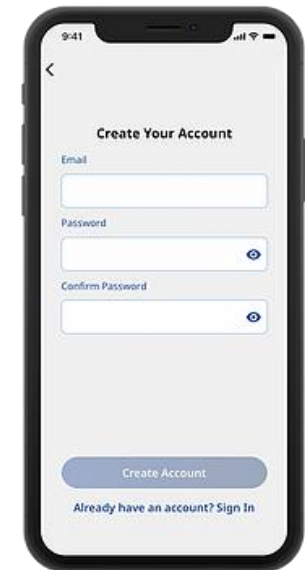 9:41
Create Your Account
Email
Password
Confirm Password
Create Account
Already have an account? Sign In